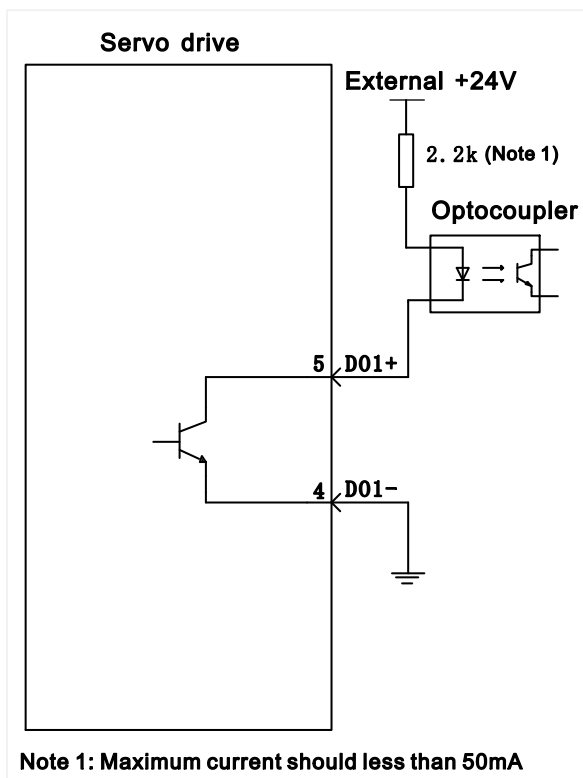 Servo drive
External +24V
2.2k (Note 1)
Optocoupler
5 DO1+
4 DO1-
Note 1: Maximum current should less than 50mA